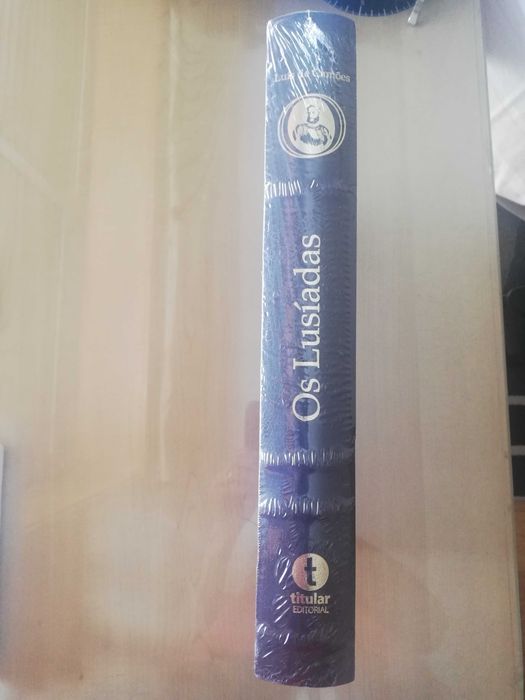 Luís de Camões
Os Lusíadas
t
titular
EDITORIAL